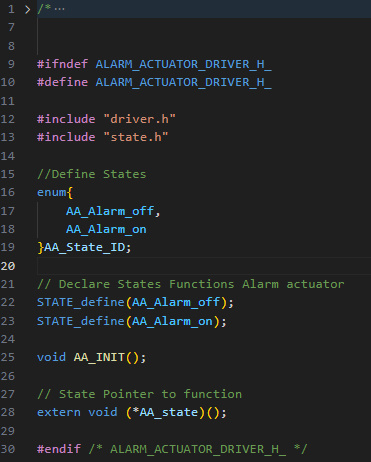 1 > /*···
7
8
9 #ifndef ALARM_ACTUATOR_DRIVER_H_
10 #define ALARM_ACTUATOR_DRIVER_H_
11
12 #include "driver.h"
13 #include "state.h"
14
15 //Define States
16 enum{
17     AA_Alarm_off,
18     AA_Alarm_on
19 }AA_State_ID;
20
21 // Declare States Functions Alarm actuator
22 STATE_define(AA_Alarm_off);
23 STATE_define(AA_Alarm_on);
24
25 void AA_INIT();
26
27 // State Pointer to function
28 extern void (*AA_state)();
29
30 #endif /* ALARM_ACTUATOR_DRIVER_H_ */